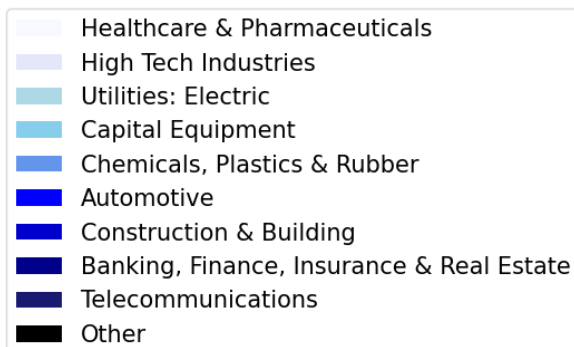 Healthcare & Pharmaceuticals
High Tech Industries
Utilities: Electric
Capital Equipment
Chemicals, Plastics & Rubber
Automotive
Construction & Building
Banking, Finance, Insurance & Real Estate
Telecommunications
Other